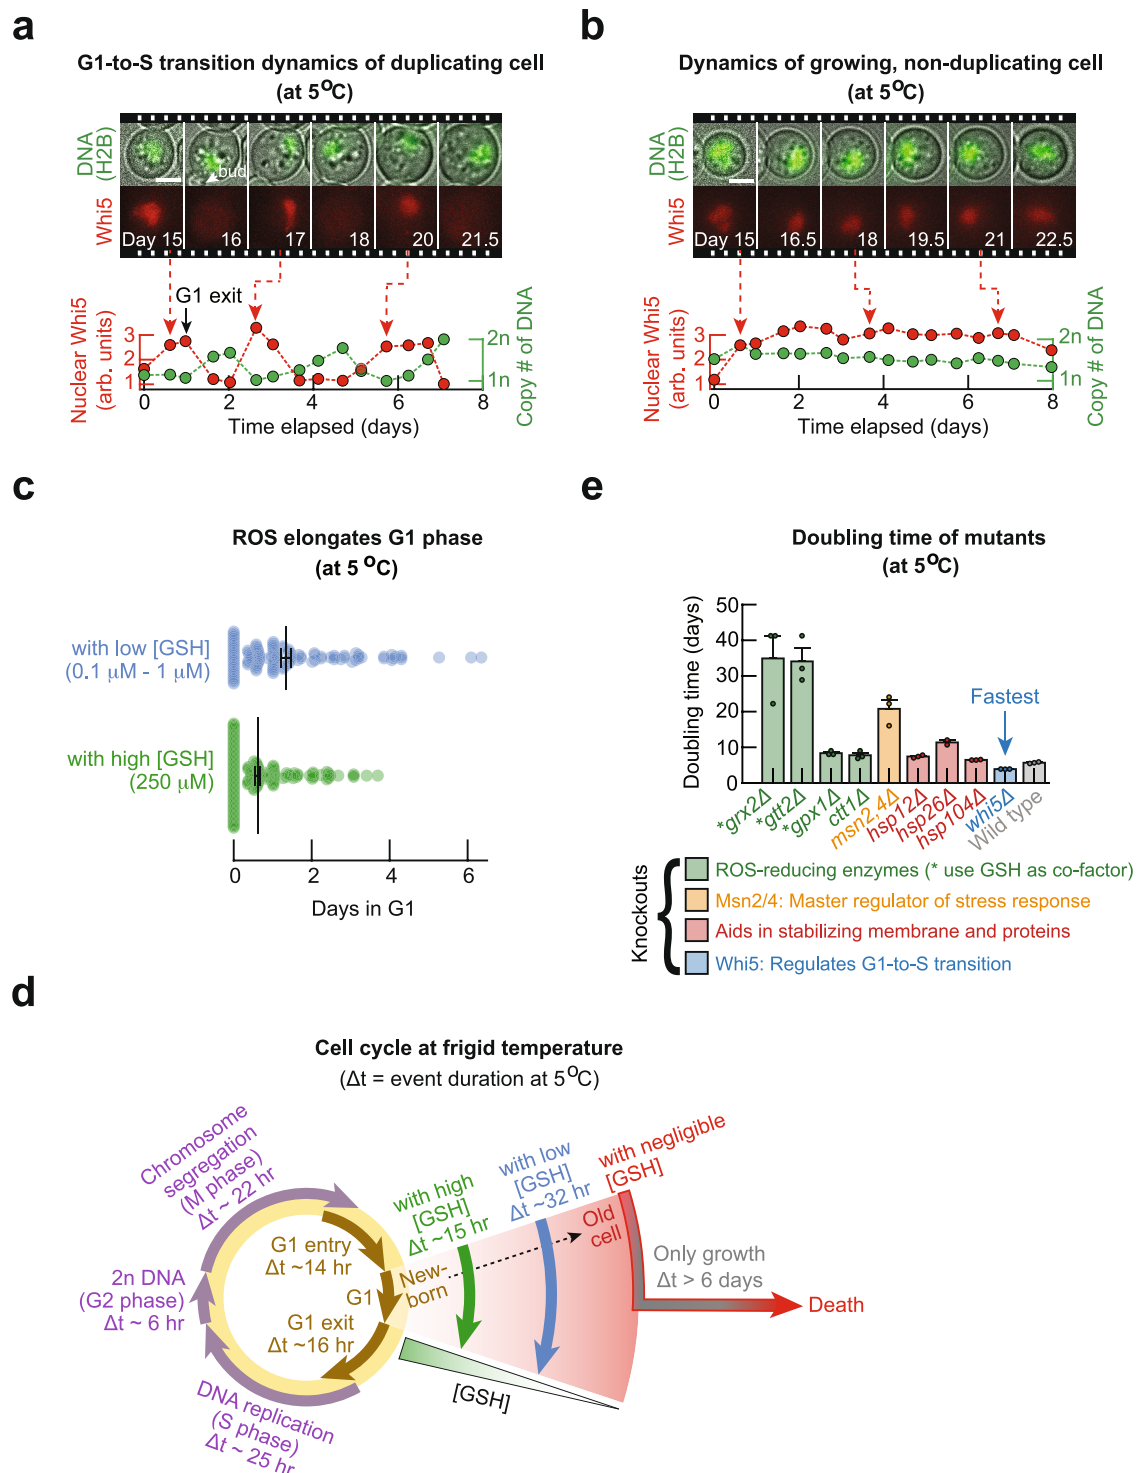 a
G1-to-S transition dynamics of duplicating cell
(at 5°C)
DNA
(H2B)
bud
Whi5
Day 15
16
17
18
20
21.5
G1 exit
Nuclear Whi5
(arb. units)
3
2
1
2n
1n
Copy # of DNA
0
2
4
6
8
Time elapsed (days)
b
Dynamics of growing, non-duplicating cell
(at 5°C)
DNA
(H2B)
Whi5
Day 15
16.5
18
19.5
21
22.5
Nuclear Whi5
(arb. units)
3
2
1
2n
1n
Copy # of DNA
0
2
4
6
8
Time elapsed (days)
c
ROS elongates G1 phase
(at 5 °C)
with low [GSH]
(0.1 μM - 1 μM)
with high [GSH]
(250 μM)
0
2
4
6
Days in G1
e
Doubling time of mutants
(at 5°C)
Doubling time (days)
50
40
30
20
10
0
Fastest
*grx2Δ
*gtt2Δ
*gpx1Δ
ctt1Δ
msn2,4Δ
hsp12Δ
hsp26Δ
hsp104Δ
whi5Δ
Wild type
Knockouts
ROS-reducing enzymes (* use GSH as co-factor)
Msn2/4: Master regulator of stress response
Aids in stabilizing membrane and proteins
Whi5: Regulates G1-to-S transition
d
Cell cycle at frigid temperature
(Δt = event duration at 5°C)
Chromosome
segregation
(M phase)
Δt ~ 22 hr
2n DNA
(G2 phase)
Δt ~ 6 hr
DNA replication
(S phase)
Δt ~ 25 hr
G1 entry
Δt ~14 hr
G1
G1 exit
Δt ~16 hr
New-
born
with high
[GSH]
Δt ~15 hr
with low
[GSH]
Δt ~32 hr
with negligible
[GSH]
Old
cell
Only growth
Δt > 6 days
Death
[GSH]